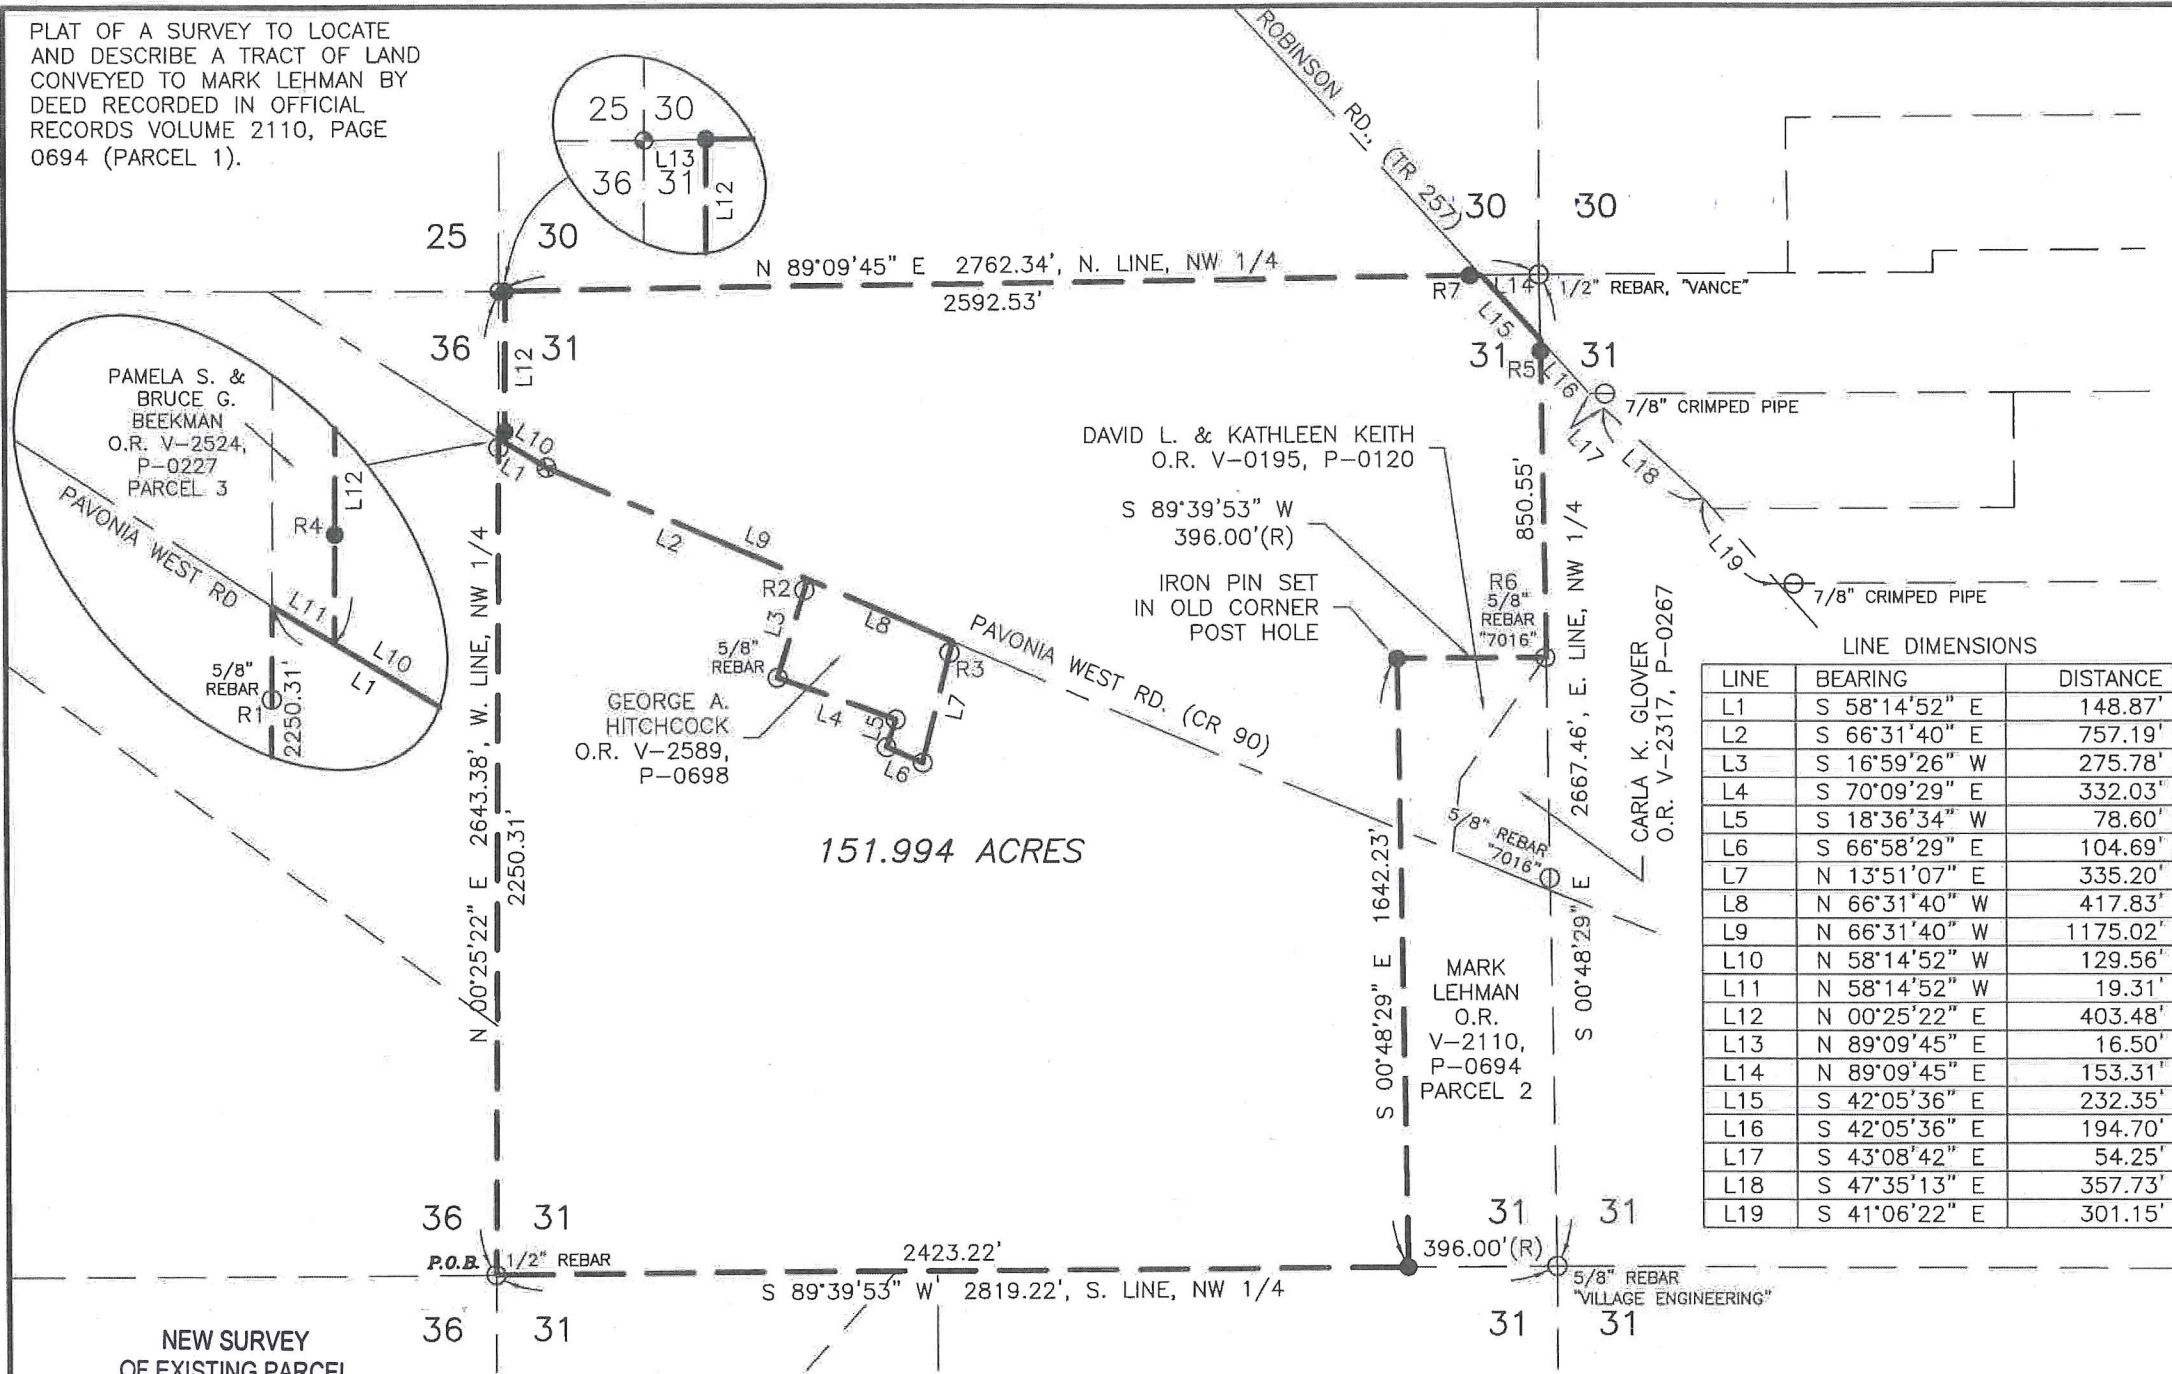 PLAT OF A SURVEY TO LOCATE
AND DESCRIBE A TRACT OF LAND
CONVEYED TO MARK LEHMAN BY
DEED RECORDED IN OFFICIAL
RECORDS VOLUME 2110, PAGE
0694 (PARCEL 1).
25 30
L13
36 31
L12
ROBINSON RD., (TR 257)
25 30
30 30
N 89°09'45" E 2762.34', N. LINE, NW 1/4
2592.53'
R7 L14 1/2" REBAR, "VANCE"
L15
36 31
L12
31 31
R5
L16
7/8" CRIMPED PIPE
L17
L18
L19
7/8" CRIMPED PIPE
PAMELA S. &
BRUCE G.
BEEKMAN
O.R. V-2524,
P-0227
PARCEL 3
L12
R4
PAVONIA WEST RD
L11
L10
L1
5/8"
REBAR
R1
2250.31'
L10
L1
L2
L9
R2
L3
L8
5/8"
REBAR
R3
L4
L5
L7
L6
GEORGE A.
HITCHCOCK
O.R. V-2589,
P-0698
PAVONIA WEST RD. (CR 90)
DAVID L. & KATHLEEN KEITH
O.R. V-0195, P-0120
S 89°39'53" W
396.00'(R)
IRON PIN SET
IN OLD CORNER
POST HOLE
850.55'
R6
5/8"
REBAR
"7016"
S 00°48'29" E 2667.46', E. LINE, NW 1/4
CARLA K. GLOVER
O.R. V-2317, P-0267
5/8" REBAR
"7016"
N 00°25'22" E 2643.38', W. LINE, NW 1/4
2250.31'
151.994 ACRES
S 00°48'29" E 1642.23'
MARK
LEHMAN
O.R.
V-2110,
P-0694
PARCEL 2
LINE DIMENSIONS
LINE BEARING DISTANCE
L1 S 58°14'52" E 148.87'
L2 S 66°31'40" E 757.19'
L3 S 16°59'26" W 275.78'
L4 S 70°09'29" E 332.03'
L5 S 18°36'34" W 78.60'
L6 S 66°58'29" E 104.69'
L7 N 13°51'07" E 335.20'
L8 N 66°31'40" W 417.83'
L9 N 66°31'40" W 1175.02'
L10 N 58°14'52" W 129.56'
L11 N 58°14'52" W 19.31'
L12 N 00°25'22" E 403.48'
L13 N 89°09'45" E 16.50'
L14 N 89°09'45" E 153.31'
L15 S 42°05'36" E 232.35'
L16 S 42°05'36" E 194.70'
L17 S 43°08'42" E 54.25'
L18 S 47°35'13" E 357.73'
L19 S 41°06'22" E 301.15'
36 31
31 31
P.O.B. 1/2" REBAR
2423.22'
396.00'(R)
S 89°39'53" W 2819.22', S. LINE, NW 1/4
5/8" REBAR
"VILLAGE ENGINEERING"
36 31
31 31
NEW SURVEY
OF EXISTING PARCEL